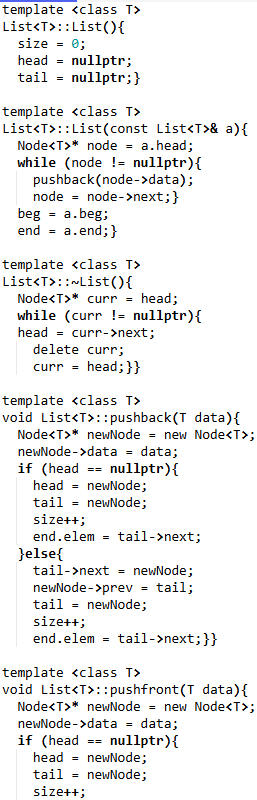 template <class T>
List<T>::List(){
  size = 0;
  head = nullptr;
  tail = nullptr;}

template <class T>
List<T>::List(const List<T>& a){
  Node<T>* node = a.head;
  while (node != nullptr){
    pushback(node->data);
    node = node->next;}
  beg = a.beg;
  end = a.end;}

template <class T>
List<T>::~List(){
  Node<T>* curr = head;
  while (curr != nullptr){
  head = curr->next;
    delete curr;
    curr = head;}}

template <class T>
void List<T>::pushback(T data){
  Node<T>* newNode = new Node<T>;
  newNode->data = data;
  if (head == nullptr){
    head = newNode;
    tail = newNode;
    size++;
    end.elem = tail->next;
  }else{
    tail->next = newNode;
    newNode->prev = tail;
    tail = newNode;
    size++;
    end.elem = tail->next;}}

template <class T>
void List<T>::pushfront(T data){
  Node<T>* newNode = new Node<T>;
  newNode->data = data;
  if (head == nullptr){
    head = newNode;
    tail = newNode;
    size++;